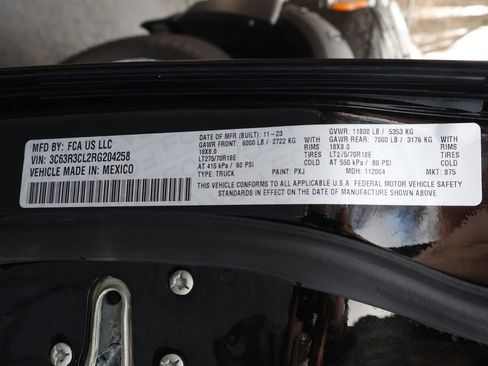 MFD BY: FCA US LLC
VIN: 3C63R3CL2RG204258
VEHICLE MADE IN: MEXICO
DATE OF MFR (BUILT): 11-23
GAWR FRONT: 6000 LB / 2722 KG
18X8.0 RIMS
LT275/70R18E TIRES
AT 415 kPa / 60 PSI COLD
TYPE: TRUCK
GVWR: 11800 LB / 5353 KG
GAWR REAR: 7000 LB / 3176 KG
18X8.0 RIMS
LT275/70R18E TIRES
AT 550 kPa / 80 PSI COLD
PAINT: PXJ MDH: 112004 MKT: 875
THIS VEHICLE CONFORMS TO ALL APPLICABLE U.S.A. FEDERAL MOTOR VEHICLE SAFETY
STANDARDS IN EFFECT ON THE DATE OF MANUFACTURE SHOWN ABOVE.